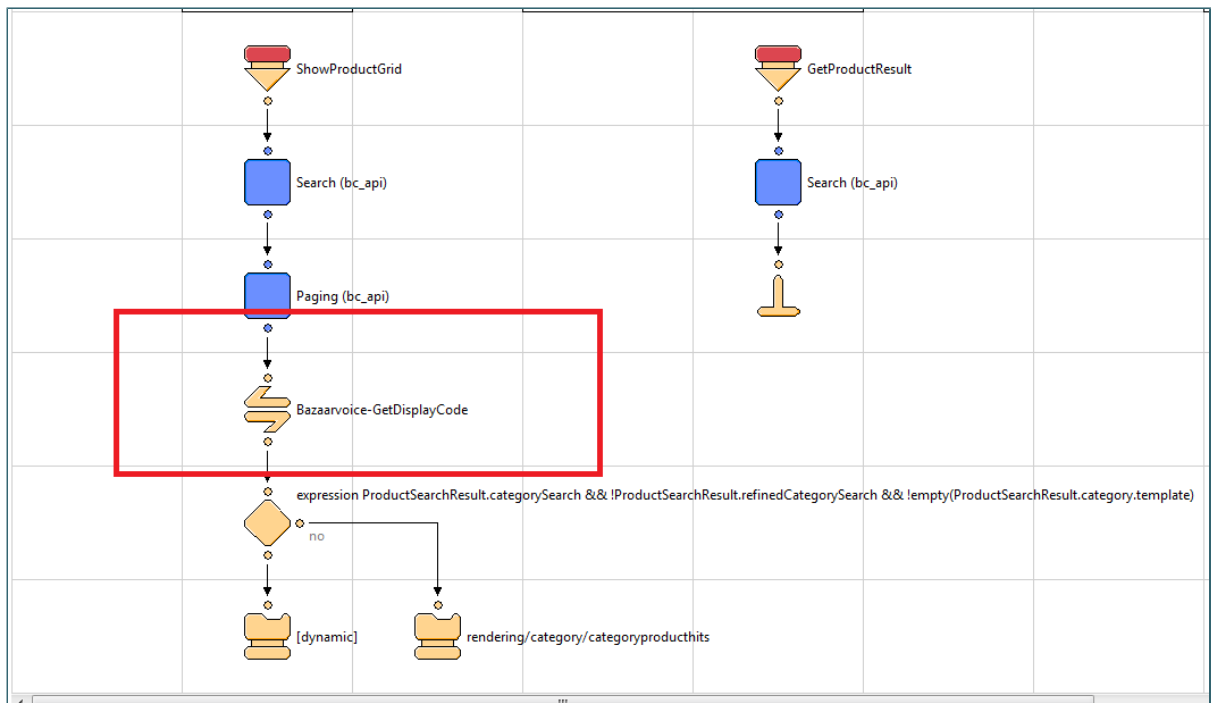 ShowProductGrid
GetProductResult
Search (bc_api)
Search (bc_api)
Paging (bc_api)
Bazaarvoice-GetDisplayCode
expression ProductSearchResult.categorySearch && !ProductSearchResult.refinedCategorySearch && !empty(ProductSearchResult.category.template)
no
[dynamic]
rendering/category/categoryproducthits